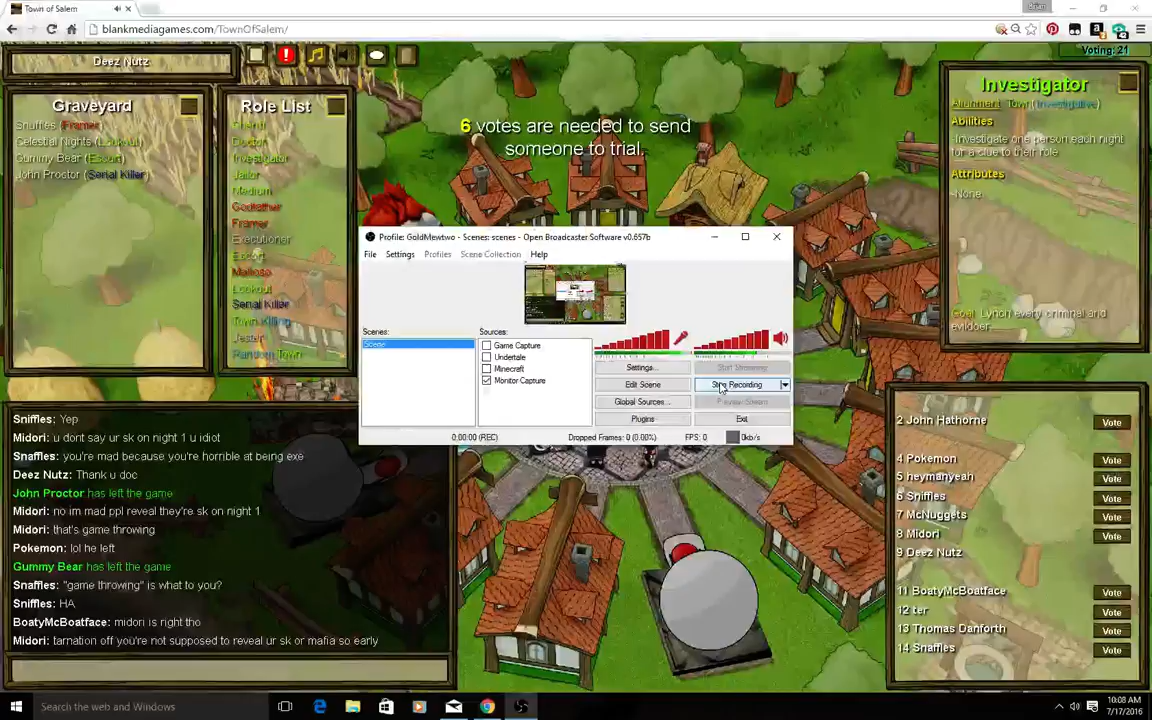 Town of Salem
blankmediagames.com/TownOfSalem/
Voting: 21
Deez Nutz
Graveyard
Snuffles (Framer)
Celestial Nights (Lookout)
Gummy Bear (Escort)
John Proctor (Serial Killer)
Role List
Sheriff
Doctor
Investigator
Jailor
Medium
Godfather
Framer
Executioner
Escort
Mafioso
Lookout
Serial Killer
Town Killing
Jester
Random Town
6 votes are needed to send
someone to trial.
Investigator
Alignment: Town (Investigative)
Abilities
-Investigate one person each night
for a clue to their role
Attributes
-None.
Goal: Lynch every criminal and
evildoer.
Profile: GoldMewtwo - Scenes: scenes - Open Broadcaster Software v0.657b
File Settings Profiles Scene Collection Help
Scenes:
Scene
Sources:
Game Capture
Undertale
Minecraft
Monitor Capture
Settings...
Start Streaming
Edit Scene
Stop Recording
Global Sources...
Preview Stream
Plugins
Exit
0:00:00 (REC)
Dropped Frames: 0 (0.00%)
FPS: 0
0kb/s
Sniffles: Yep
Midori: u dont say ur sk on night 1 u idiot
Snaffles: you're mad because you're horrible at being exe
Deez Nutz: Thank u doc
John Proctor has left the game
Midori: no im mad ppl reveal they're sk on night 1
Midori: that's game throwing
Pokemon: lol he left
Gummy Bear has left the game
Snaffles: "game throwing" is what to you?
Sniffles: HA
BoatyMcBoatface: midori is right tho
Midori: tarnation off you're not supposed to reveal ur sk or mafia so early
2 John Hathorne Vote
4 Pokemon Vote
5 heymanyeah Vote
6 Sniffles Vote
7 McNuggets Vote
8 Midori Vote
9 Deez Nutz
11 BoatyMcBoatface Vote
12 ter Vote
13 Thomas Danforth Vote
14 Snaffles Vote
Search the web and Windows
10:08 AM
7/17/2016